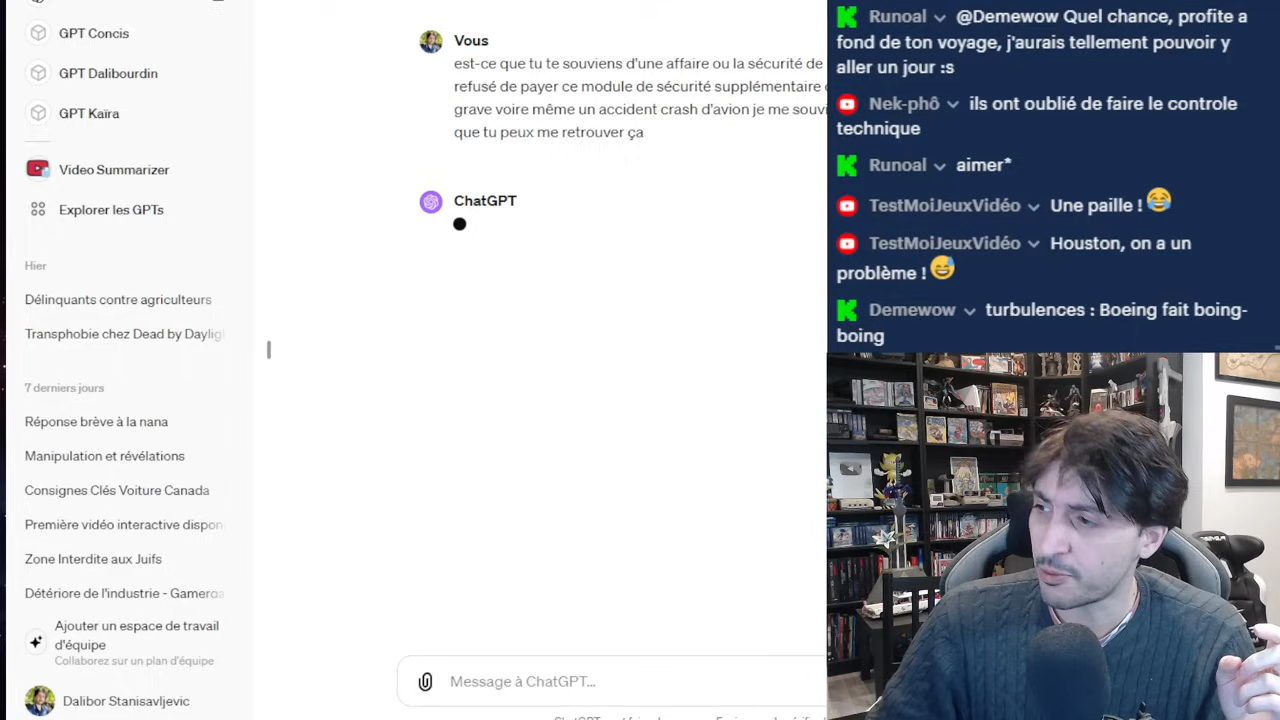 GPT Concis
GPT Dalibourdin
GPT Kaïra
Video Summarizer
Explorer les GPTs
Hier
Délinquants contre agriculteurs
Transphobie chez Dead by Dayligh
7 derniers jours
Réponse brève à la nana
Manipulation et révélations
Consignes Clés Voiture Canada
Première vidéo interactive dispon
Zone Interdite aux Juifs
Détériore de l'industrie - Gameras
Ajouter un espace de travail
d'équipe
Collaborez sur un plan d'équipe
Dalibor Stanisavljevic
Vous
est-ce que tu te souviens d'une affaire ou la sécurité de
refusé de payer ce module de sécurité supplémentaire
grave voire même un accident crash d'avion je me souvi
que tu peux me retrouver ça
ChatGPT
Message à ChatGPT...
Runoal @Demewow Quel chance, profite a
fond de ton voyage, j'aurais tellement pouvoir y
aller un jour :s
Nek-phô ils ont oublié de faire le controle
technique
Runoal aimer*
TestMoiJeuxVidéo Une paille ! 😂
TestMoiJeuxVidéo Houston, on a un
problème ! 😅
Demewow turbulences : Boeing fait boing-
boing